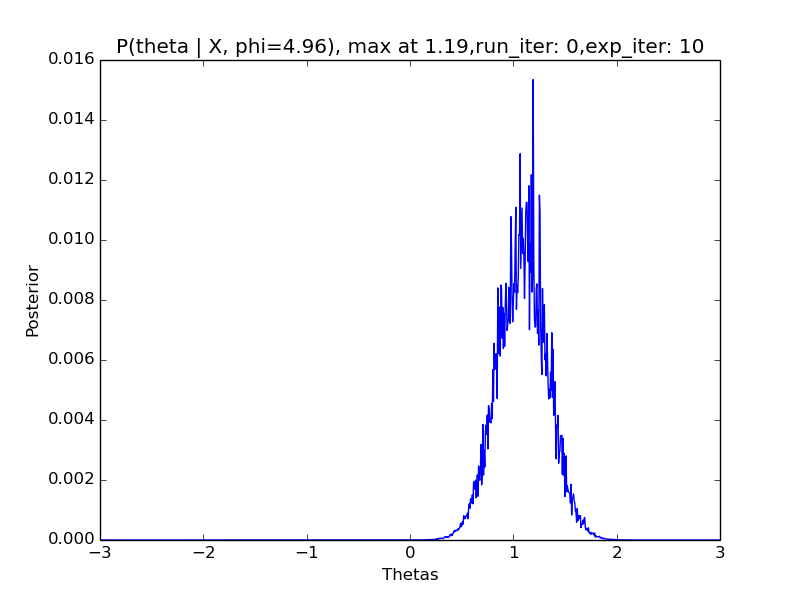 P(theta | X, phi=4.96), max at 1.19,run_iter: 0,exp_iter: 10
0.016
0.014
0.012
0.010
0.008
0.006
0.004
0.002
0.000
Posterior
−3 −2 −1 0 1 2 3
Thetas